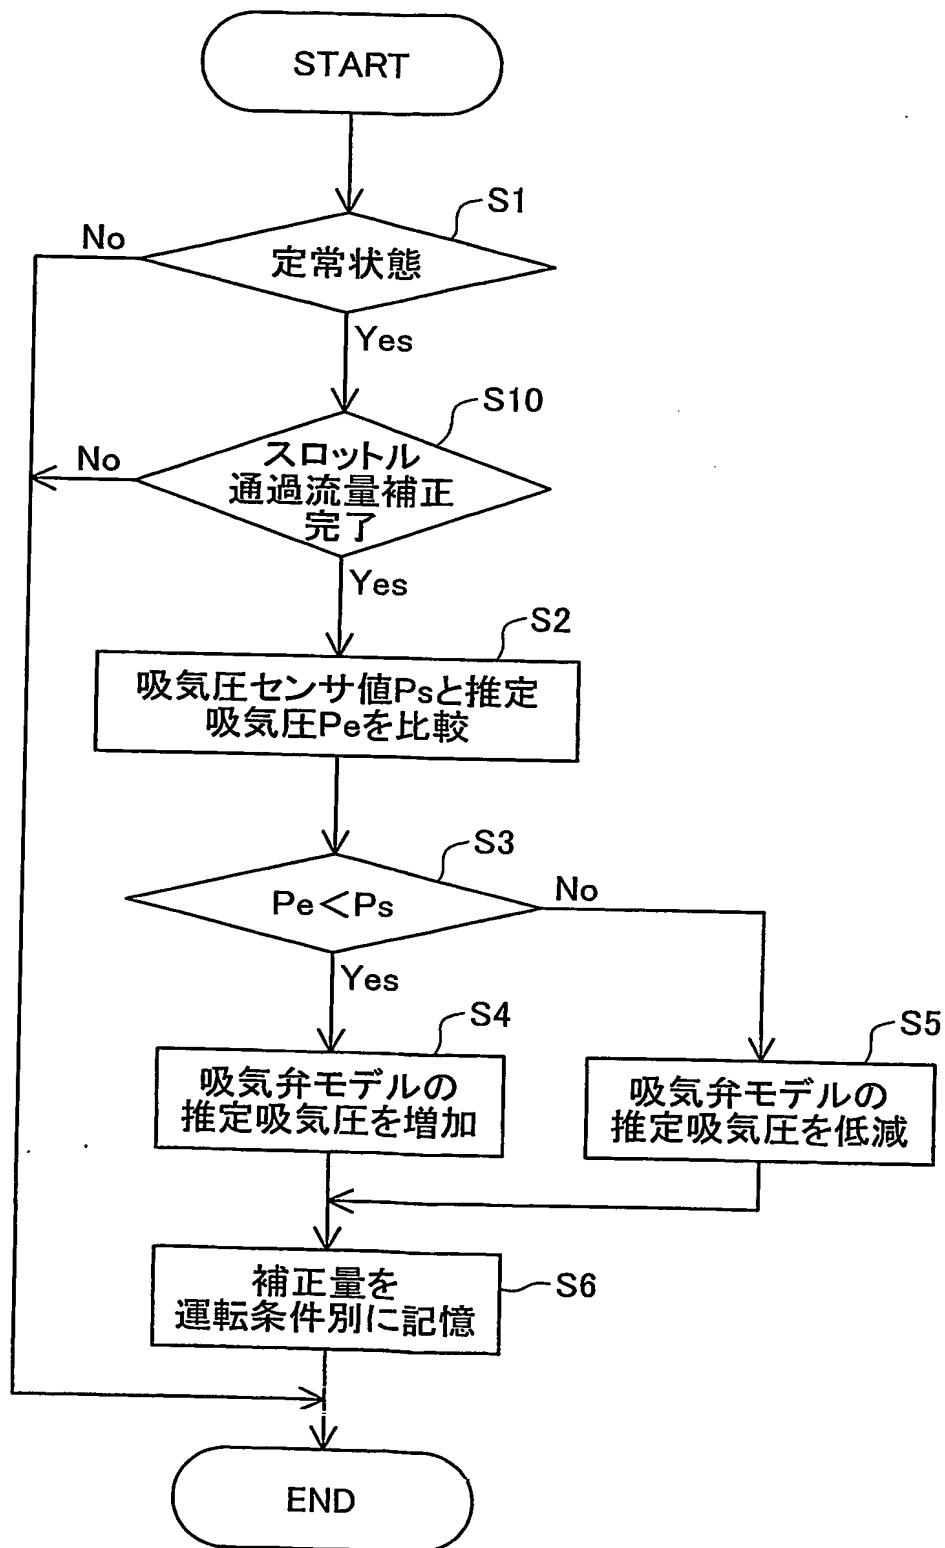 START
S1
No
定常状態
Yes
S10
No
スロットル
通過流量補正
完了
Yes
S2
吸気圧センサ値Psと推定
吸気圧Peを比較
S3
Pe<Ps
No
Yes
S4
吸気弁モデルの
推定吸気圧を増加
S5
吸気弁モデルの
推定吸気圧を低減
補正量を
運転条件別に記憶
S6
END